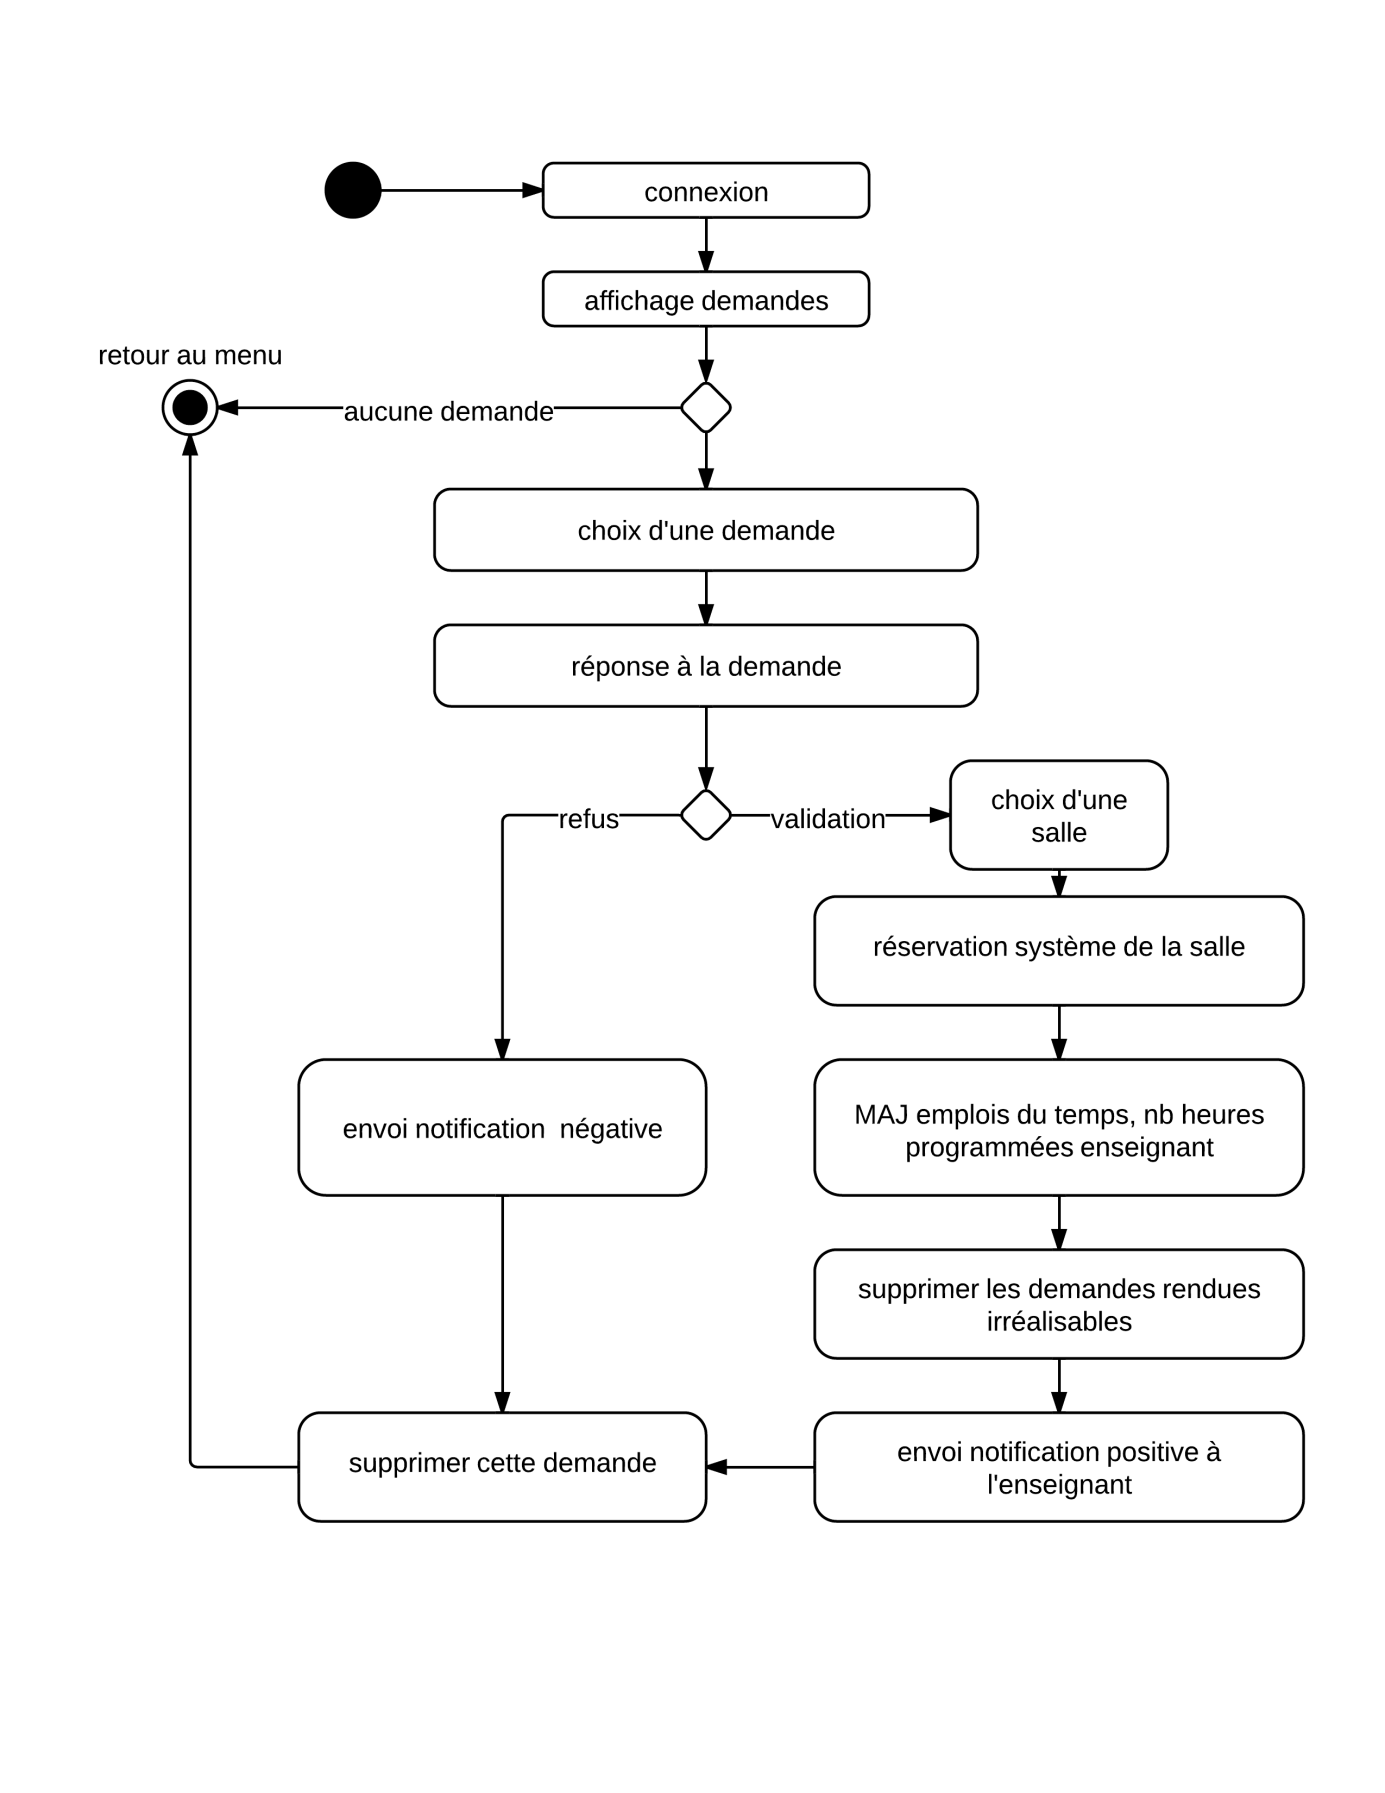 connexion
affichage demandes
retour au menu
aucune demande
choix d'une demande
réponse à la demande
refus
validation
choix d'une
salle
réservation système de la salle
envoi notification  négative
MAJ emplois du temps, nb heures
programmées enseignant
supprimer les demandes rendues
irréalisables
supprimer cette demande
envoi notification positive à
l'enseignant